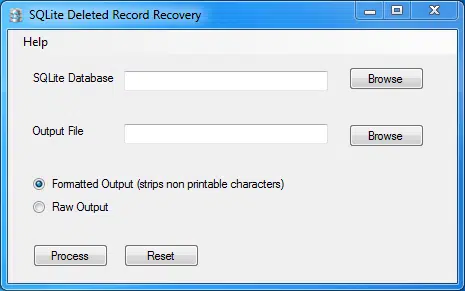 SQLite Deleted Record Recovery
Help
SQLite Database
Browse
Output File
Browse
Formatted Output (strips non printable characters)
Raw Output
Process
Reset